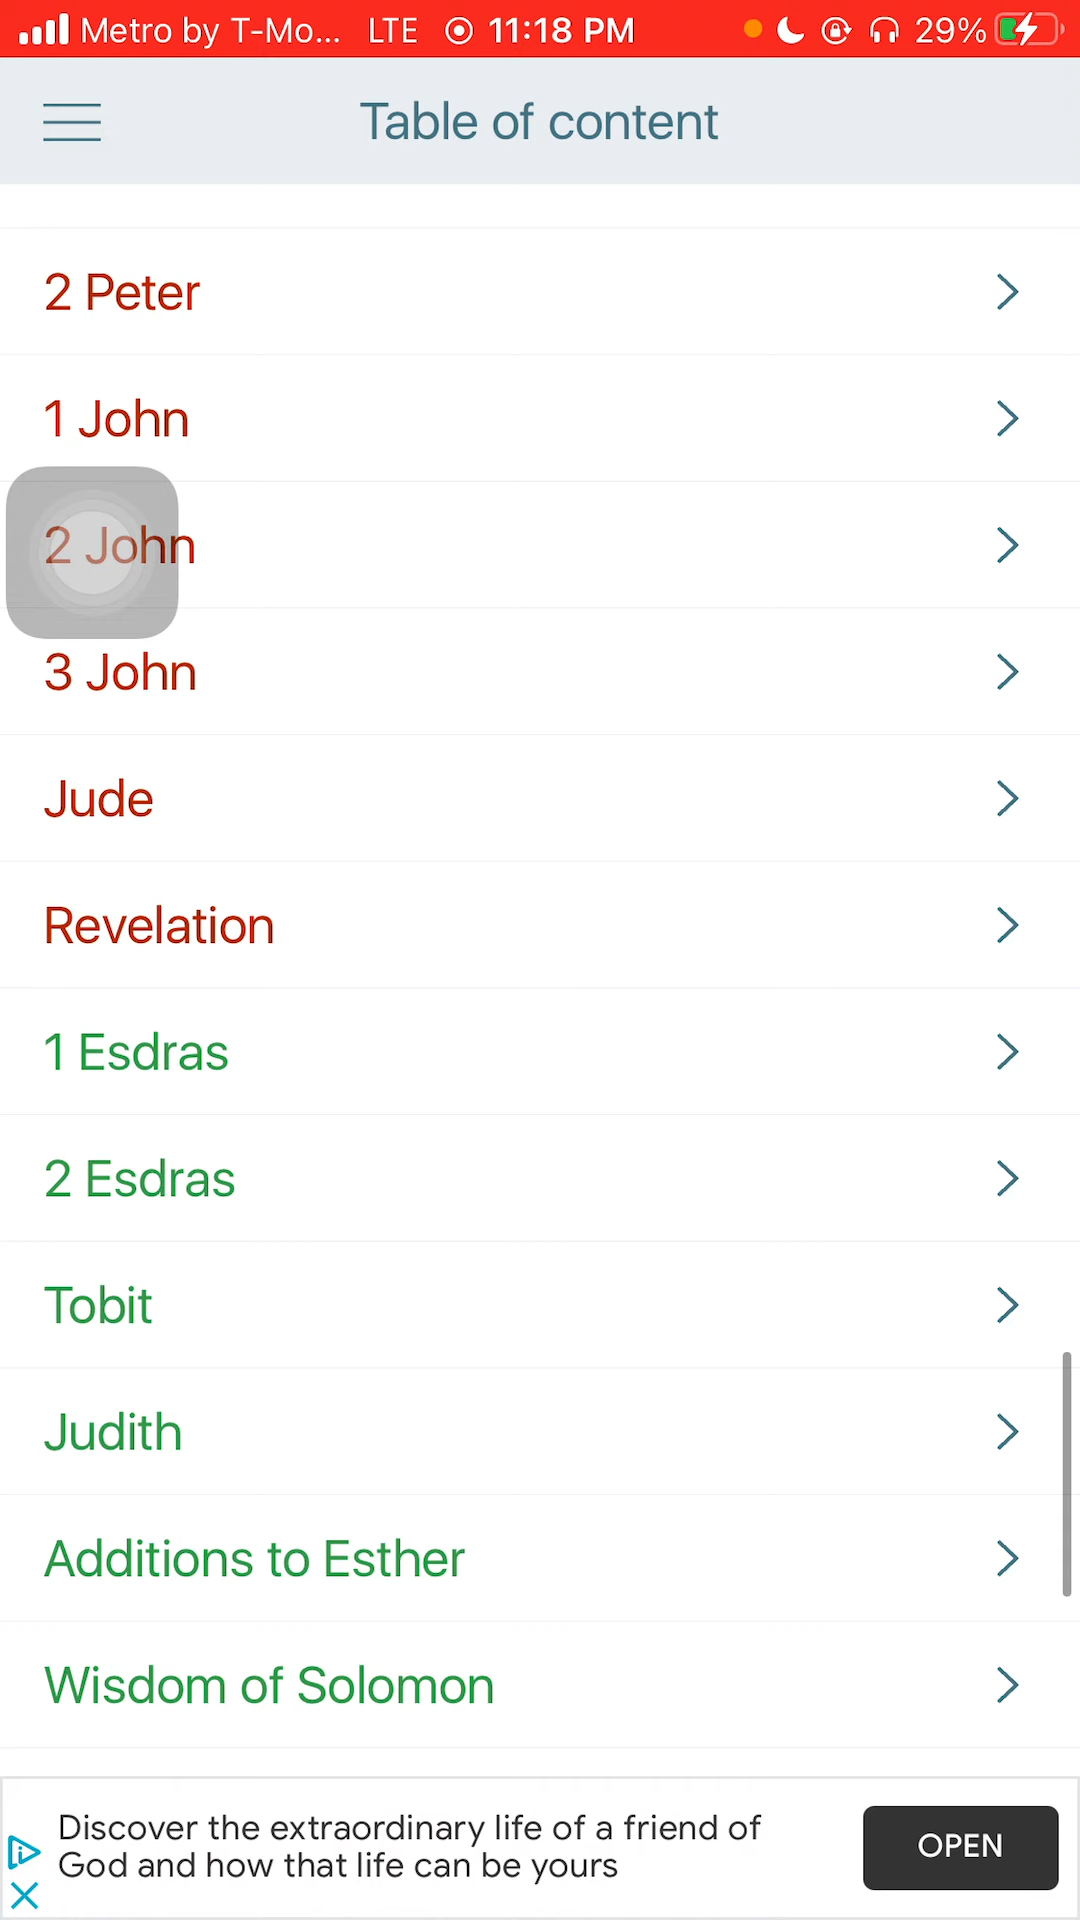 Metro by T-Mo... LTE 11:18 PM 29%
Table of content
2 Peter
1 John
2 John
3 John
Jude
Revelation
1 Esdras
2 Esdras
Tobit
Judith
Additions to Esther
Wisdom of Solomon
Discover the extraordinary life of a friend of
God and how that life can be yours
OPEN